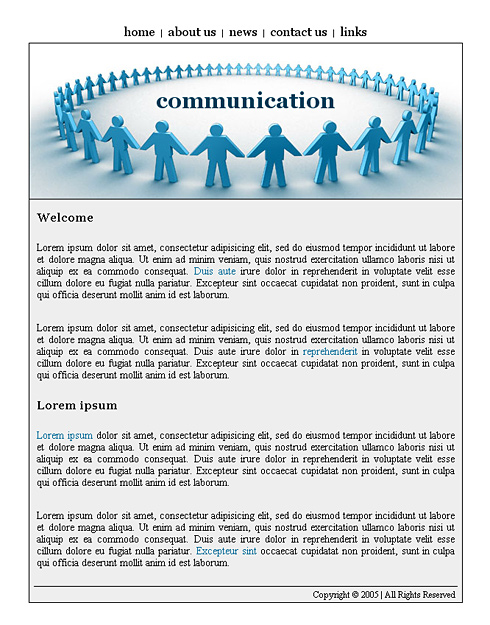 home | about us | news | contact us | links
communication
Welcome
Lorem ipsum dolor sit amet, consectetur adipisicing elit, sed do eiusmod tempor incididunt ut labore
et dolore magna aliqua. Ut enim ad minim veniam, quis nostrud exercitation ullamco laboris nisi ut
aliquip ex ea commodo consequat. Duis aute irure dolor in reprehenderit in voluptate velit esse
cillum dolore eu fugiat nulla pariatur. Excepteur sint occaecat cupidatat non proident, sunt in culpa
qui officia deserunt mollit anim id est laborum.
Lorem ipsum dolor sit amet, consectetur adipisicing elit, sed do eiusmod tempor incididunt ut labore
et dolore magna aliqua. Ut enim ad minim veniam, quis nostrud exercitation ullamco laboris nisi ut
aliquip ex ea commodo consequat. Duis aute irure dolor in reprehenderit in voluptate velit esse
cillum dolore eu fugiat nulla pariatur. Excepteur sint occaecat cupidatat non proident, sunt in culpa
qui officia deserunt mollit anim id est laborum.
Lorem ipsum
Lorem ipsum dolor sit amet, consectetur adipisicing elit, sed do eiusmod tempor incididunt ut labore
et dolore magna aliqua. Ut enim ad minim veniam, quis nostrud exercitation ullamco laboris nisi ut
aliquip ex ea commodo consequat. Duis aute irure dolor in reprehenderit in voluptate velit esse
cillum dolore eu fugiat nulla pariatur. Excepteur sint occaecat cupidatat non proident, sunt in culpa
qui officia deserunt mollit anim id est laborum.
Lorem ipsum dolor sit amet, consectetur adipisicing elit, sed do eiusmod tempor incididunt ut labore
et dolore magna aliqua. Ut enim ad minim veniam, quis nostrud exercitation ullamco laboris nisi ut
aliquip ex ea commodo consequat. Duis aute irure dolor in reprehenderit in voluptate velit esse
cillum dolore eu fugiat nulla pariatur. Excepteur sint occaecat cupidatat non proident, sunt in culpa
qui officia deserunt mollit anim id est laborum.
Copyright © 2005 | All Rights Reserved